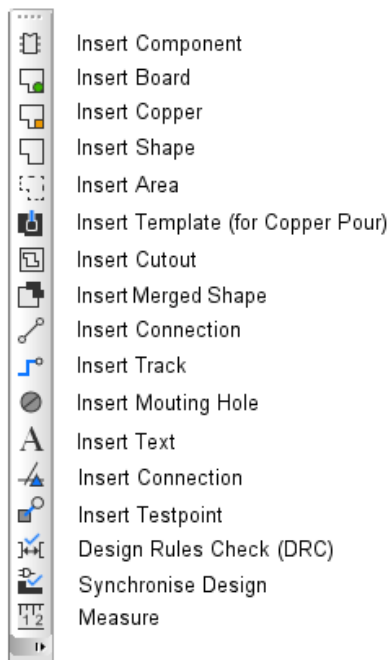 Insert Component
Insert Board
Insert Copper
Insert Shape
Insert Area
Insert Template (for Copper Pour)
Insert Cutout
Insert Merged Shape
Insert Connection
Insert Track
Insert Mouting Hole
A Insert Text
Insert Connection
Insert Testpoint
Design Rules Check (DRC)
Synchronise Design
1 2 Measure